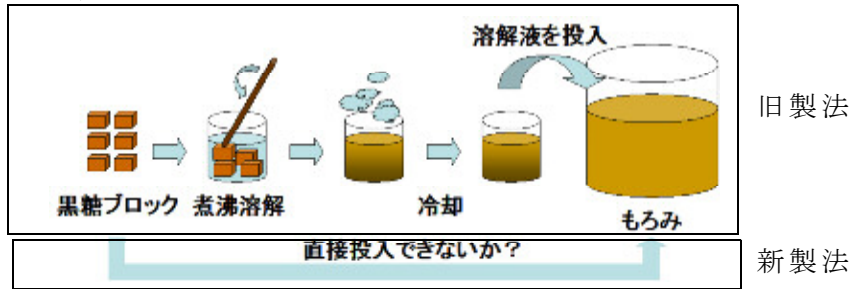 溶解液を投入
旧製法
黒糖ブロック
煮沸溶解
冷却
もろみ
直接投入できないか？
新製法